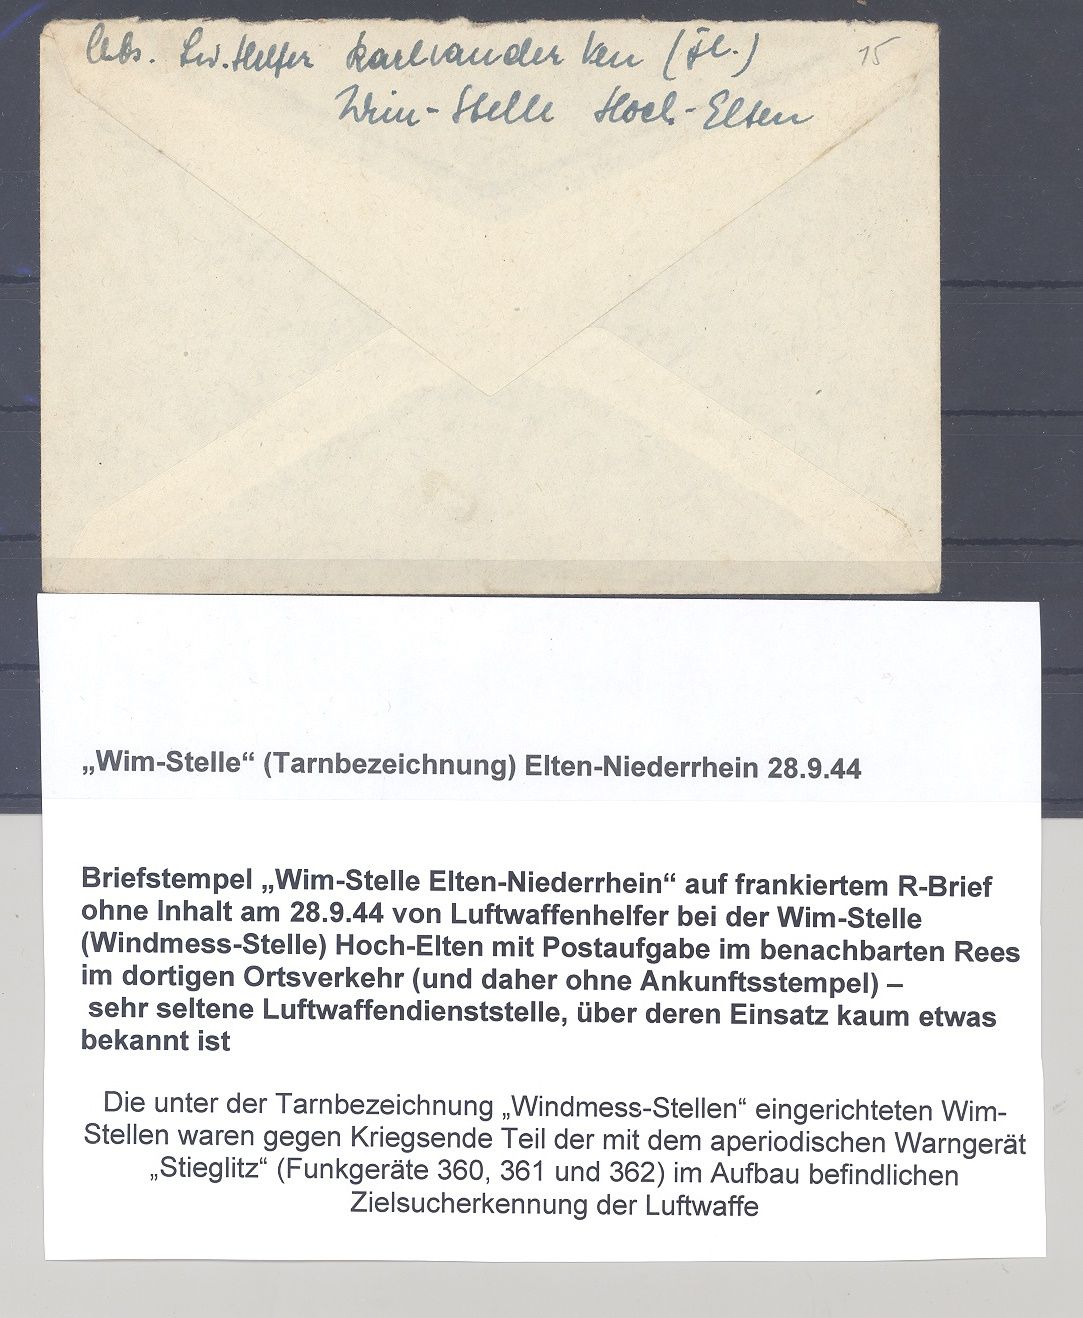 Abs. Lw. Helfer Karl van der Ven (Fl.) 15
Wim-Stelle Hoch-Elten
„Wim-Stelle“ (Tarnbezeichnung) Elten-Niederrhein 28.9.44
Briefstempel „Wim-Stelle Elten-Niederrhein“ auf frankiertem R-Brief
ohne Inhalt am 28.9.44 von Luftwaffenhelfer bei der Wim-Stelle
(Windmess-Stelle) Hoch-Elten mit Postaufgabe im benachbarten Rees
im dortigen Ortsverkehr (und daher ohne Ankunftsstempel) –
sehr seltene Luftwaffendienststelle, über deren Einsatz kaum etwas
bekannt ist
Die unter der Tarnbezeichnung „Windmess-Stellen“ eingerichteten Wim-
Stellen waren gegen Kriegsende Teil der mit dem aperiodischen Warngerät
„Stieglitz“ (Funkgeräte 360, 361 und 362) im Aufbau befindlichen
Zielsucherkennung der Luftwaffe